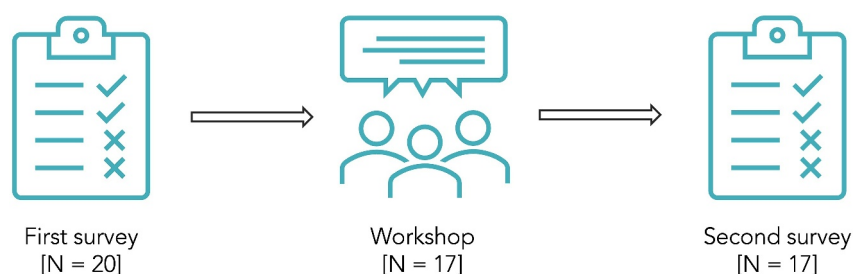 First survey
[N = 20]
Workshop
[N = 17]
Second survey
[N = 17]